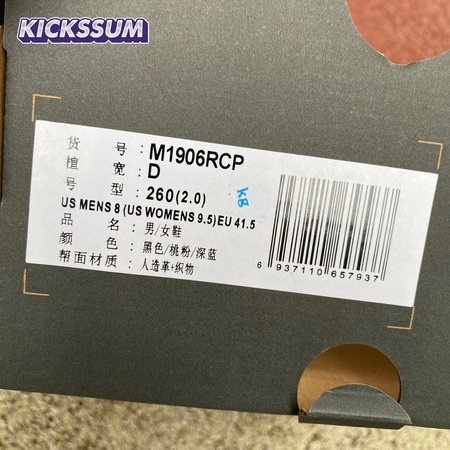 KICKSSUM
货 号 : M1906RCP
檀 宽 : D
号 型 : 260(2.0)
kg
US MENS 8 (US WOMENS 9.5) EU 41.5
品 名 : 男/女鞋
颜 色 : 黑色/桃粉/深蓝
帮面材质 : 人造革+织物
6 937110 657937